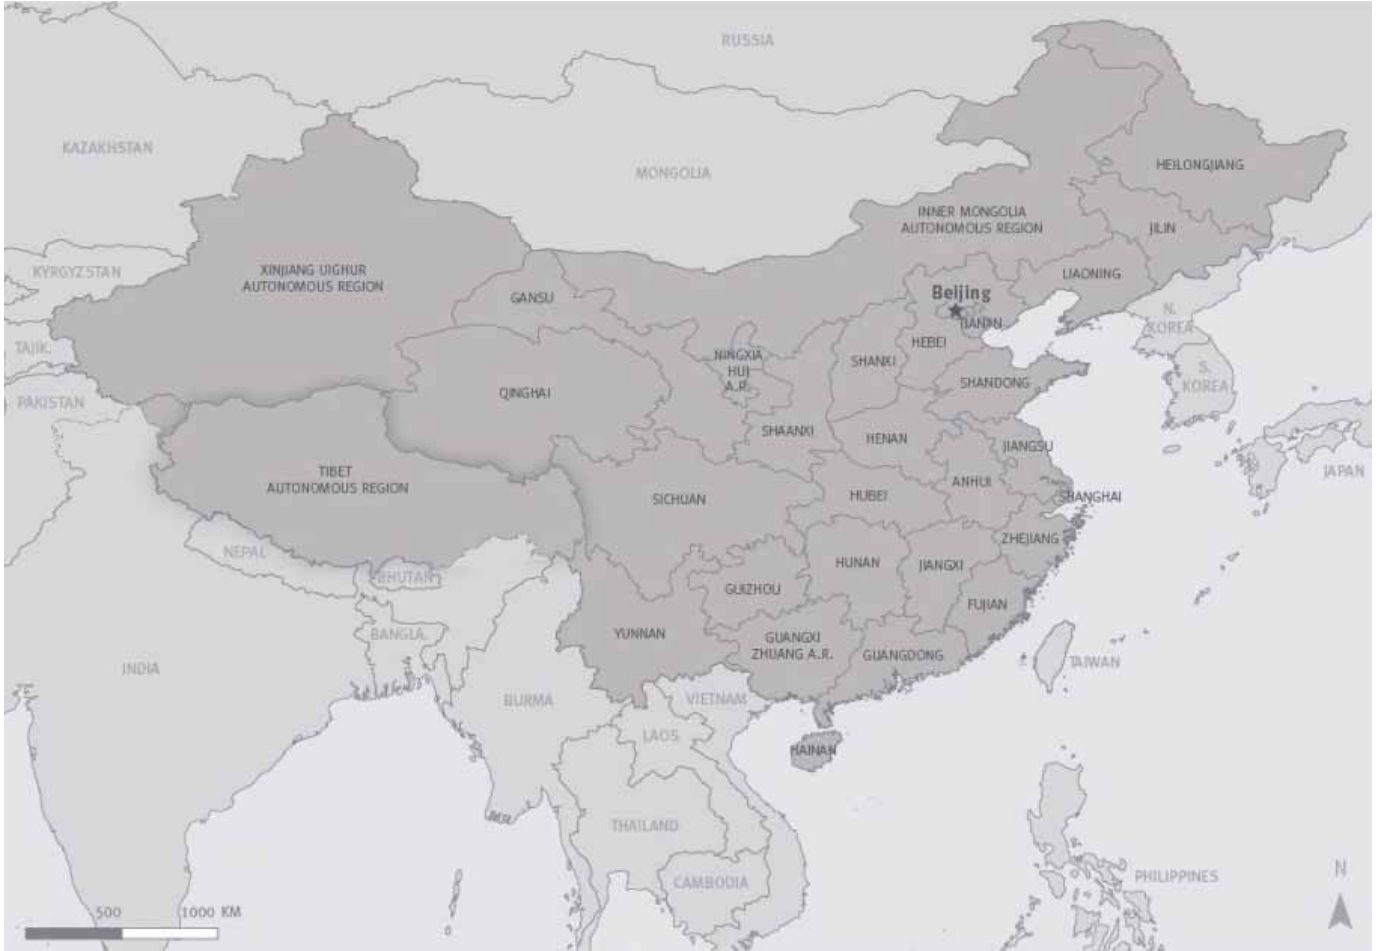 RUSSIA
KAZAKHSTAN
MONGOLIA
HEILONGJIANG
INNER MONGOLIA
AUTONOMOUS REGION
JILIN
KYRGYZSTAN
XINJIANG UIGHUR
AUTONOMOUS REGION
GANSU
LIAONING
Beijing
TIANJIN
N.
KOREA
TAJIK.
NINGXIA
HUI
A.R.
SHANXI
HEBEI
S.
KOREA
PAKISTAN
QINGHAI
SHANDONG
SHAANXI
HENAN
JIANGSU
JAPAN
TIBET
AUTONOMOUS REGION
SICHUAN
HUBEI
ANHUI
SHANGHAI
ZHEJIANG
NEPAL
BHUTAN
GUIZHOU
HUNAN
JIANGXI
FUJIAN
BANGLA.
YUNNAN
GUANGXI
ZHUANG A.R.
GUANGDONG
TAIWAN
INDIA
BURMA
VIETNAM
LAOS
HAINAN
THAILAND
CAMBODIA
PHILIPPINES
N
500
1000 KM